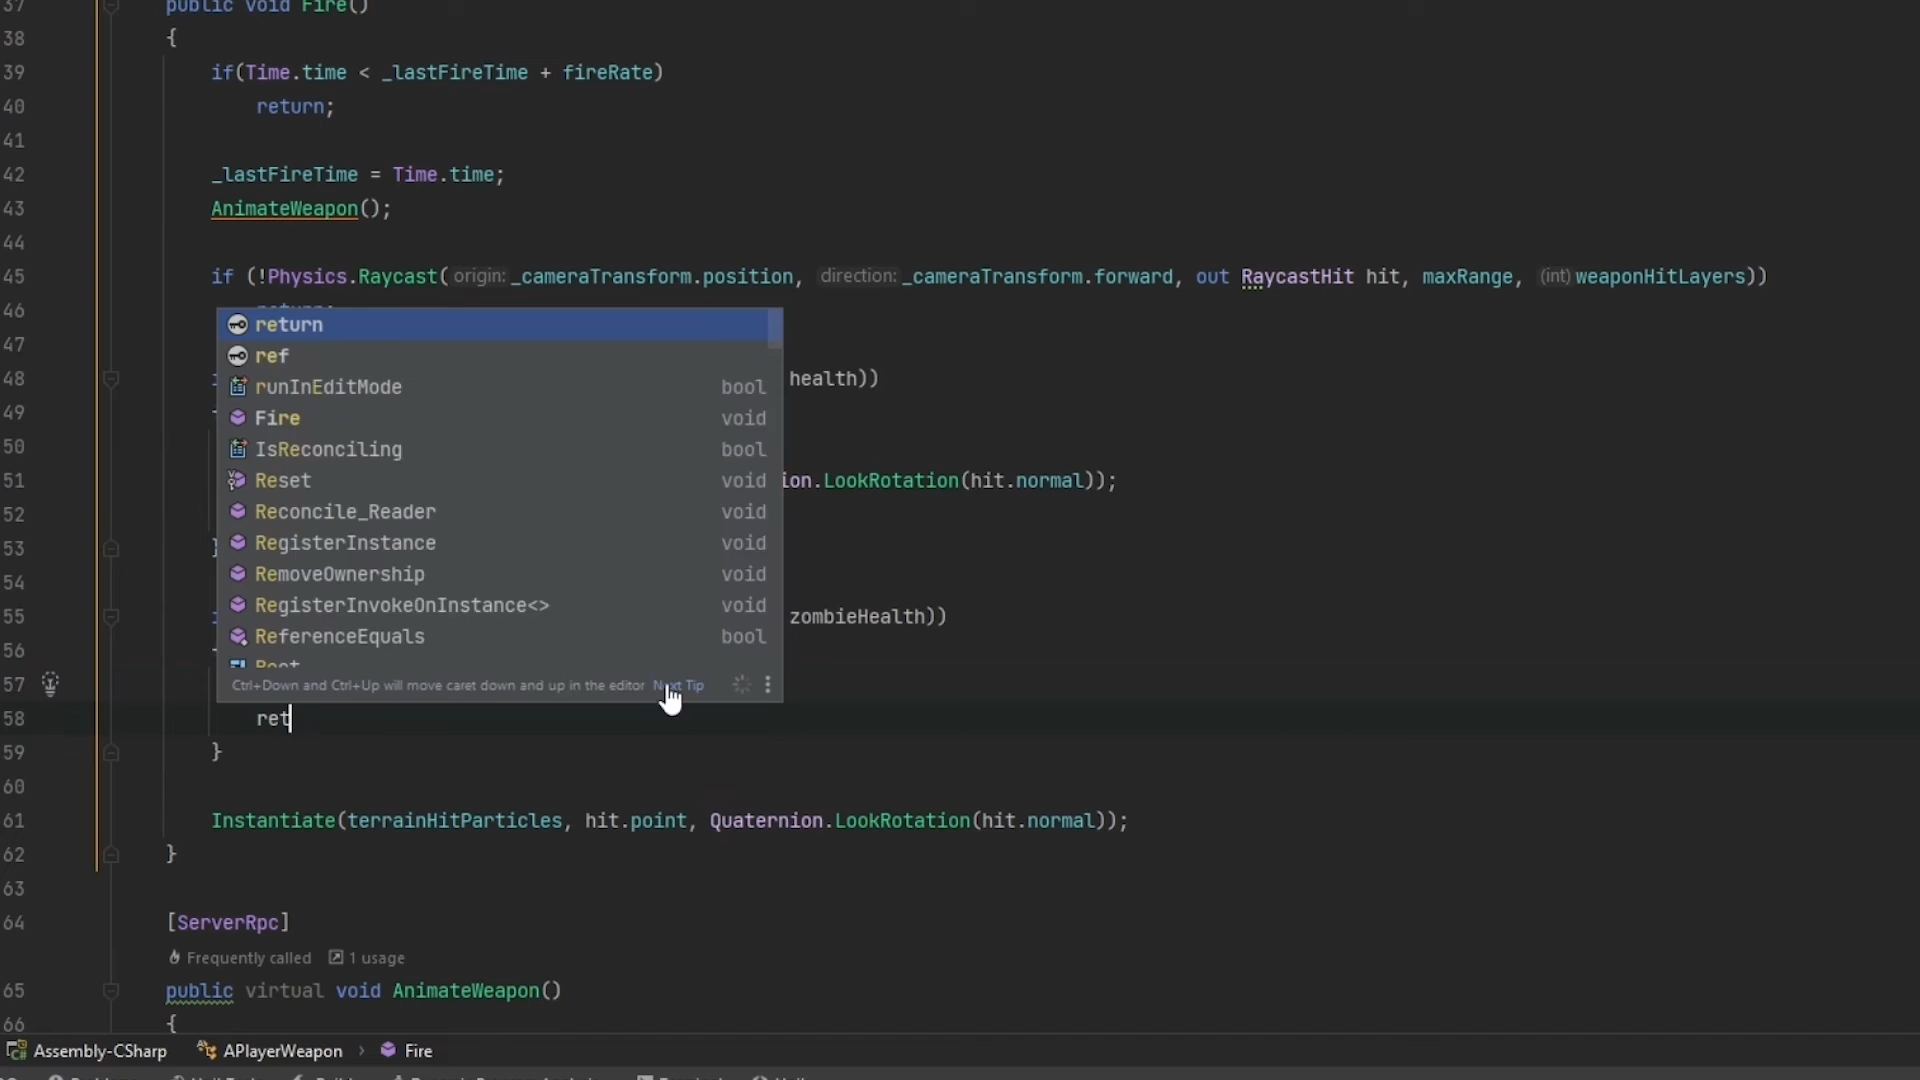 37 public void Fire()
38 {
39 if(Time.time < _lastFireTime + fireRate)
40 return;
41
42 _lastFireTime = Time.time;
43 AnimateWeapon();
44
45 if (!Physics.Raycast(origin: _cameraTransform.position, direction: _cameraTransform.forward, out RaycastHit hit, maxRange, (int) weaponHitLayers))
46 return;
return
47
ref
48 health))
runInEditMode bool
49
Fire void
50
IsReconciling bool
51 ion.LookRotation(hit.normal));
Reset void
52
Reconcile_Reader void
53 }
RegisterInstance void
54
RemoveOwnership void
RegisterInvokeOnInstance<> void
55 zombieHealth))
ReferenceEquals bool
56
Root
57
Ctrl+Down and Ctrl+Up will move caret down and up in the editor Next Tip
58 ret
59 }
60
61 Instantiate(terrainHitParticles, hit.point, Quaternion.LookRotation(hit.normal));
62 }
63
64 [ServerRpc]
Frequently called 1 usage
65 public virtual void AnimateWeapon()
66 {
Assembly-CSharp APlayerWeapon Fire